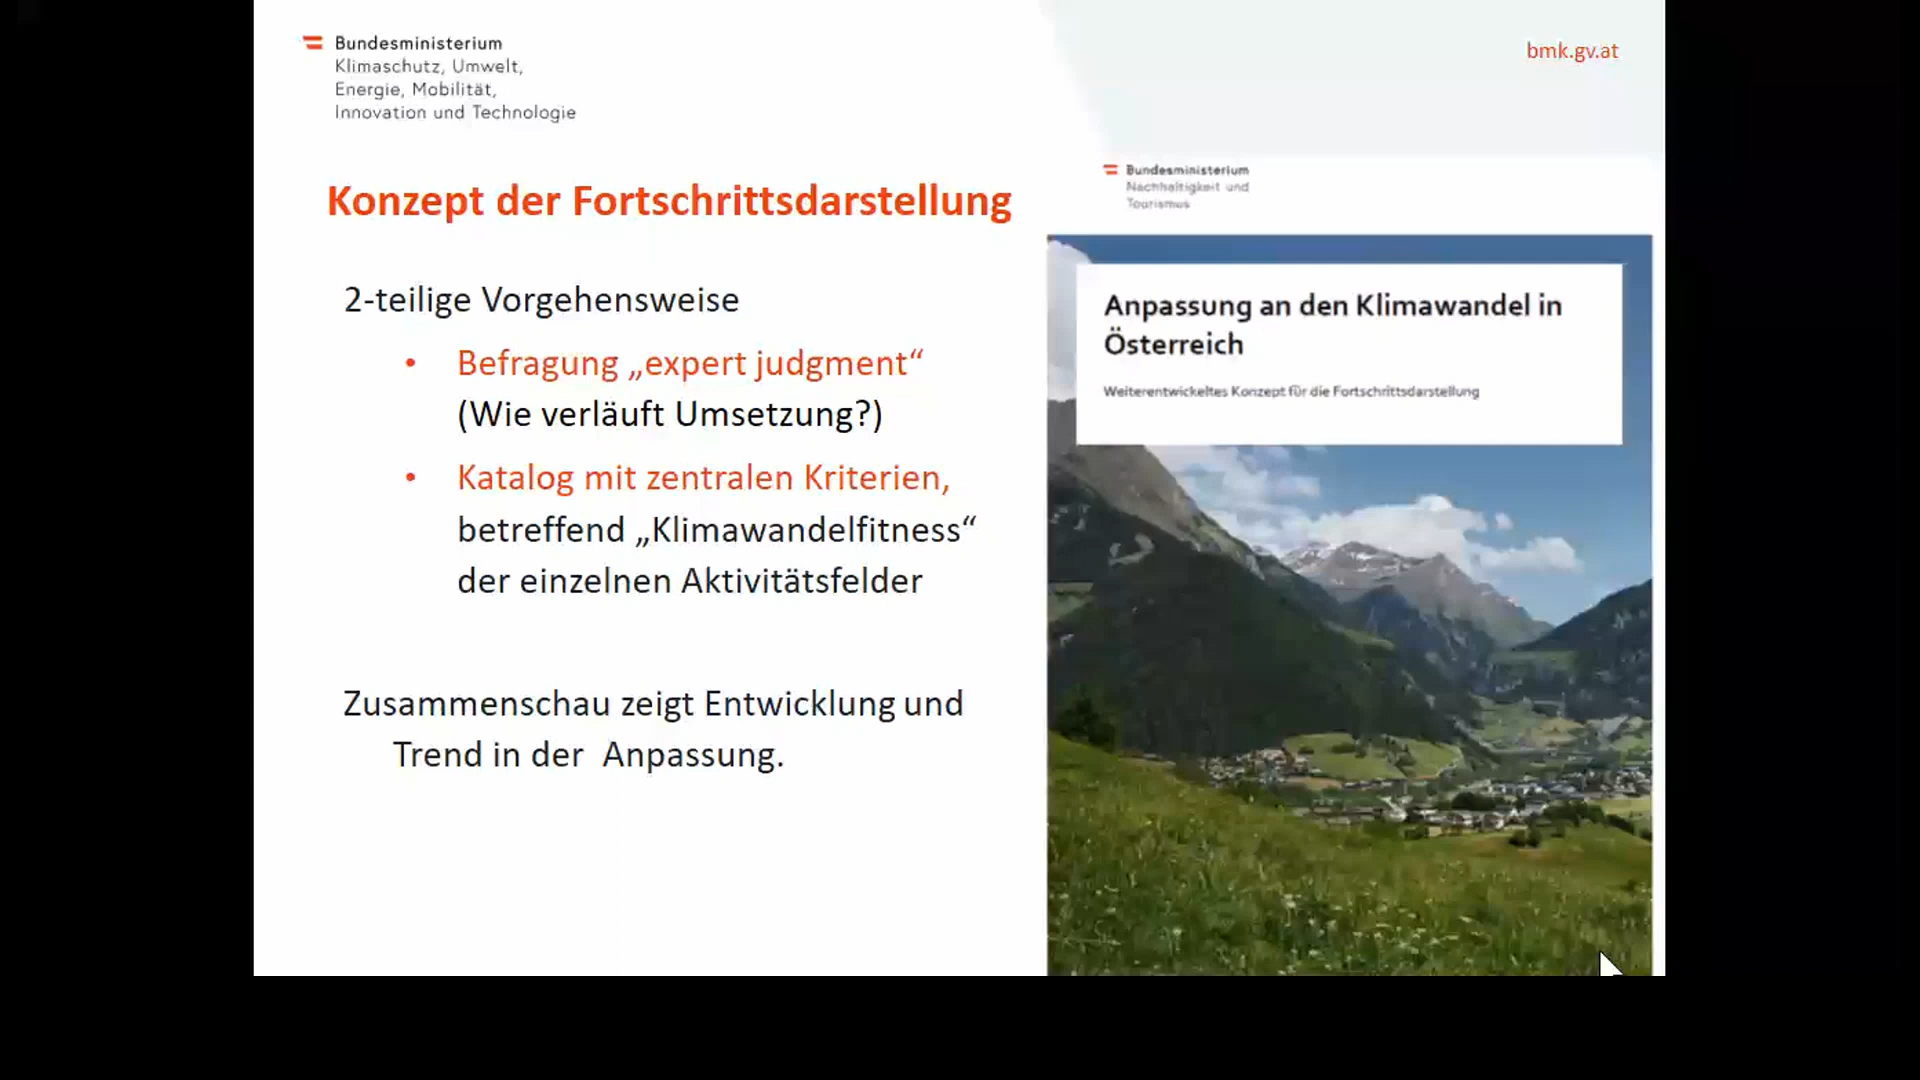 Bundesministerium
Klimaschutz, Umwelt,
Energie, Mobilität,
Innovation und Technologie
bmk.gv.at
Konzept der Fortschrittsdarstellung
2-teilige Vorgehensweise
• Befragung „expert judgment“
(Wie verläuft Umsetzung?)
• Katalog mit zentralen Kriterien,
betreffend „Klimawandelfitness“
der einzelnen Aktivitätsfelder
Zusammenschau zeigt Entwicklung und
Trend in der Anpassung.
Bundesministerium
Nachhaltigkeit und
Tourismus
Anpassung an den Klimawandel in
Österreich
Weiterentwickeltes Konzept für die Fortschrittsdarstellung